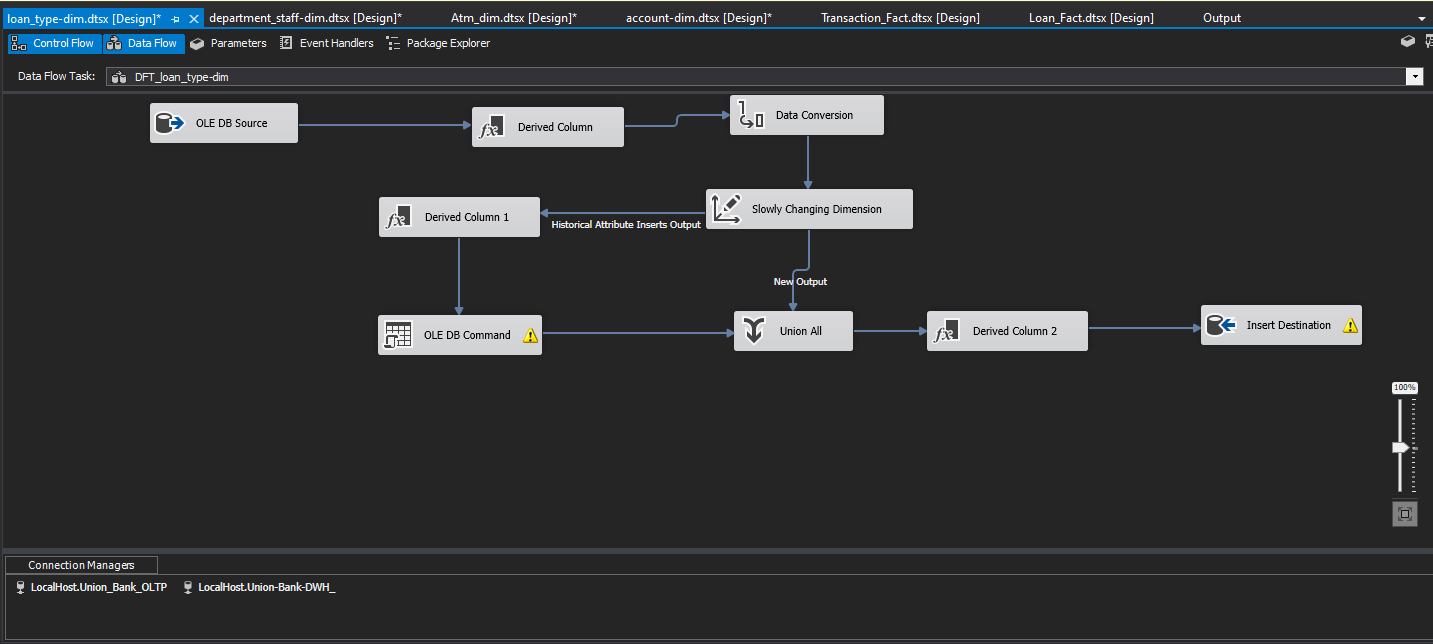 loan_type-dim.dtsx [Design]*
department_staff-dim.dtsx [Design]*
Atm_dim.dtsx [Design]*
account-dim.dtsx [Design]*
Transaction_Fact.dtsx [Design]
Loan_Fact.dtsx [Design]
Output
Control Flow
Data Flow
Parameters
Event Handlers
Package Explorer
Data Flow Task:
DFT_loan_type-dim
OLE DB Source
Derived Column
Data Conversion
Derived Column 1
Slowly Changing Dimension
Historical Attribute Inserts Output
New Output
OLE DB Command
Union All
Derived Column 2
Insert Destination
100%
Connection Managers
LocalHost.Union_Bank_OLTP
LocalHost.Union-Bank-DWH_